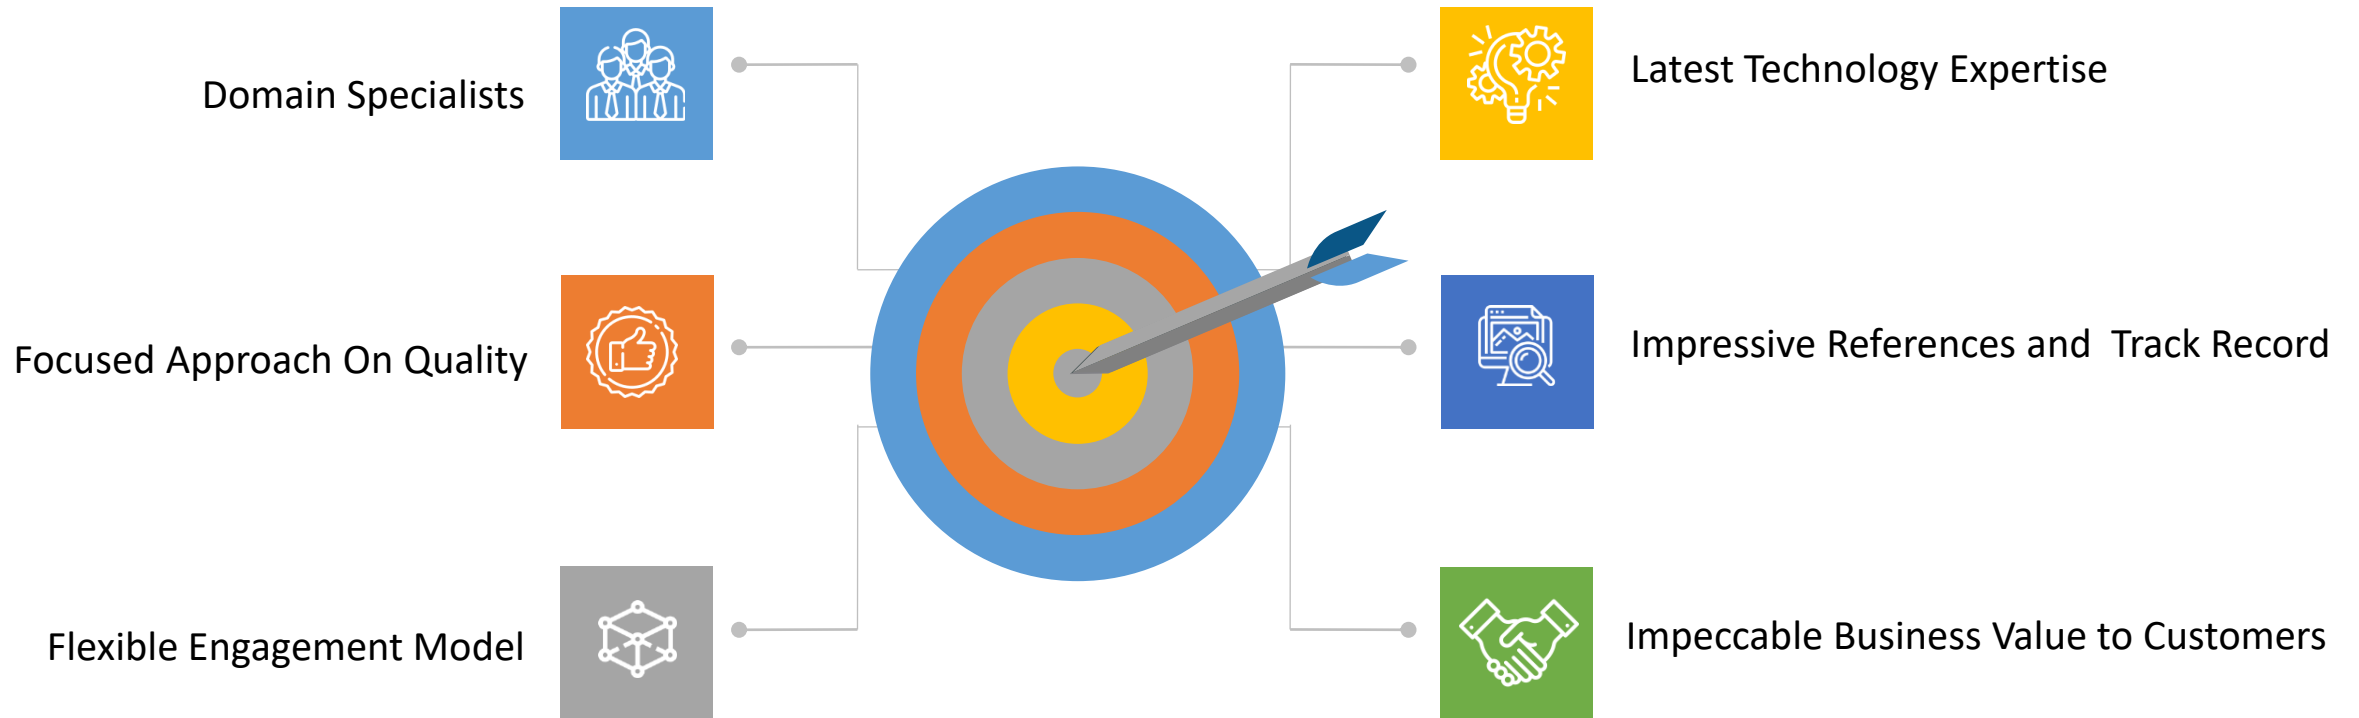 Domain Specialists
Latest Technology Expertise
Focused Approach On Quality
Impressive References and  Track Record
Flexible Engagement Model
Impeccable Business Value to Customers